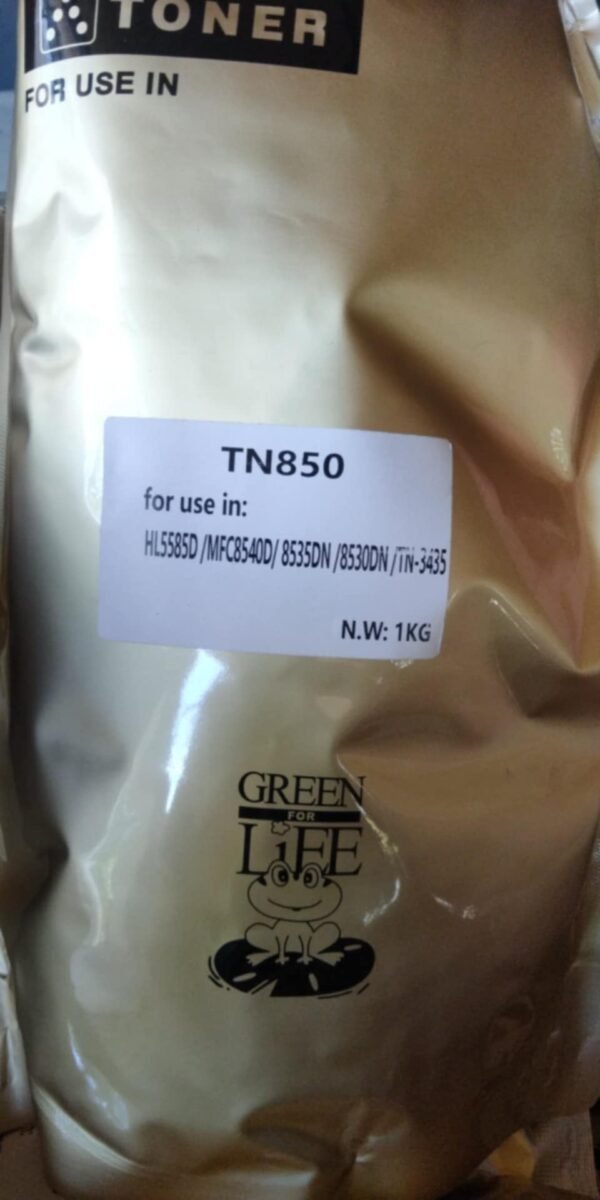 TONER
FOR USE IN
TN850
for use in:
HL5585D /MFC8540D/ 8535DN /8530DN /TN-3435
N.W: 1KG
GREEN
FOR
LiFE